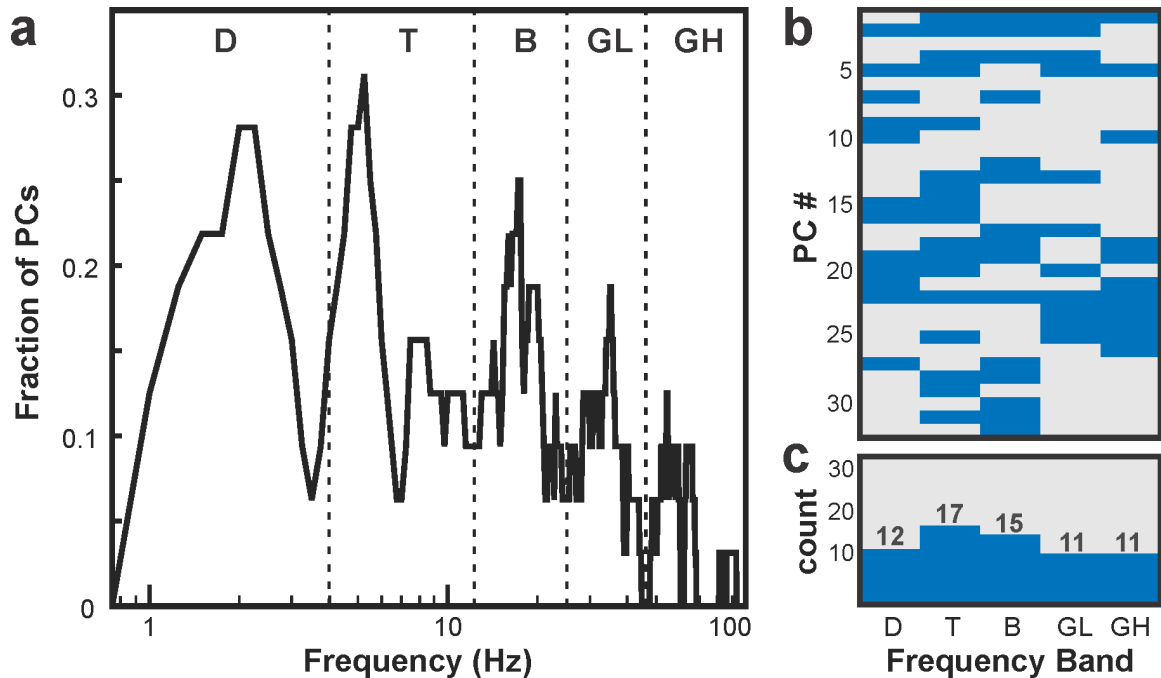 a
D T B GL GH
0.3
0.2
0.1
0
Fraction of PCs
1 10 100
Frequency (Hz)
b
5
10
15
20
25
30
PC #
c
30
20
10
count
12 17 15 11 11
D T B GL GH
Frequency Band